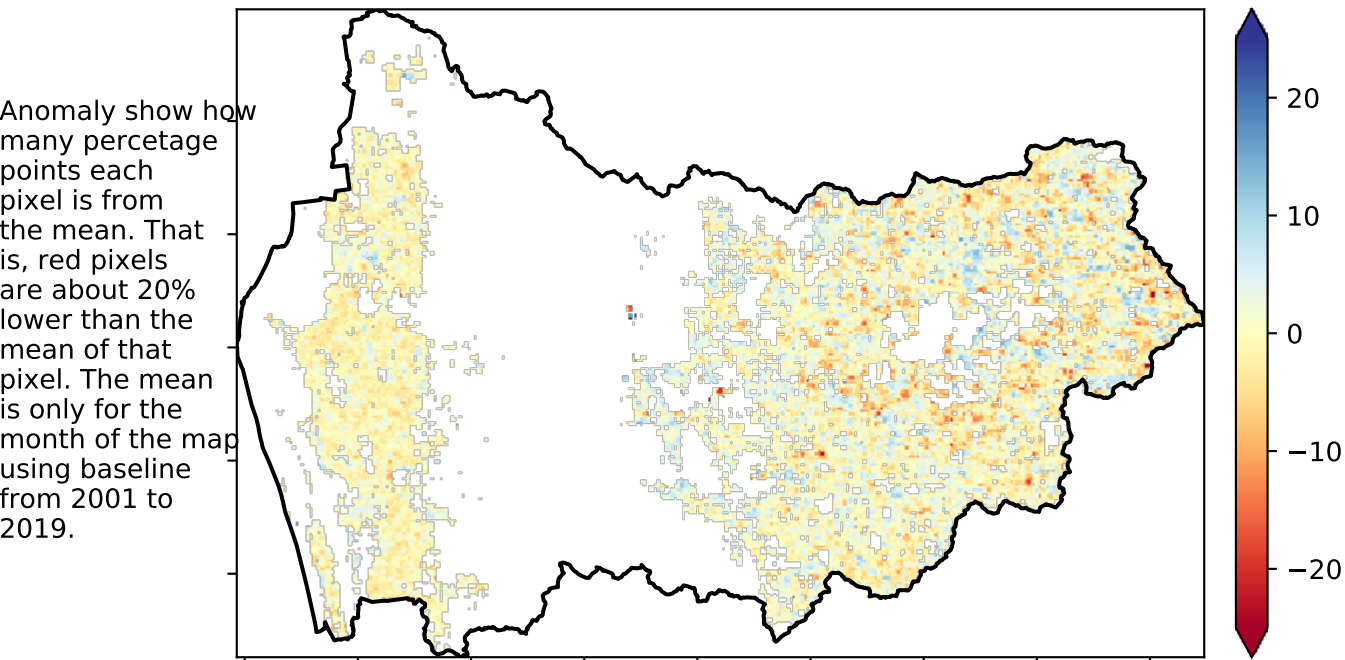 Anomaly show how
many percetage
points each
pixel is from
the mean. That
is, red pixels
are about 20%
lower than the
mean of that
pixel. The mean
is only for the
month of the map
using baseline
from 2001 to
2019.
20
10
0
−10
−20